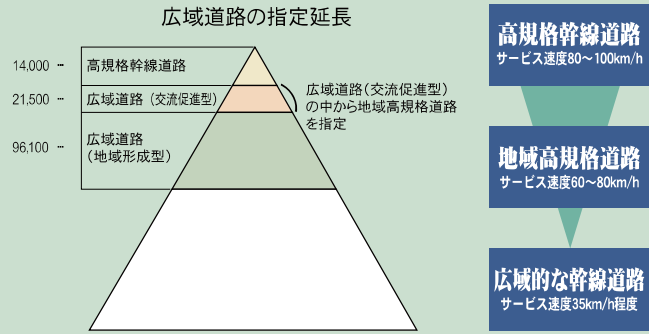 広域道路の指定延長
14,000 … 高規格幹線道路
21,500 … 広域道路（交流促進型）
96,100 … 広域道路
（地域形成型）
広域道路（交流促進型）
の中から地域高規格道路
を指定
高規格幹線道路
サービス速度80～100km/h
地域高規格道路
サービス速度60～80km/h
広域的な幹線道路
サービス速度35km/h程度